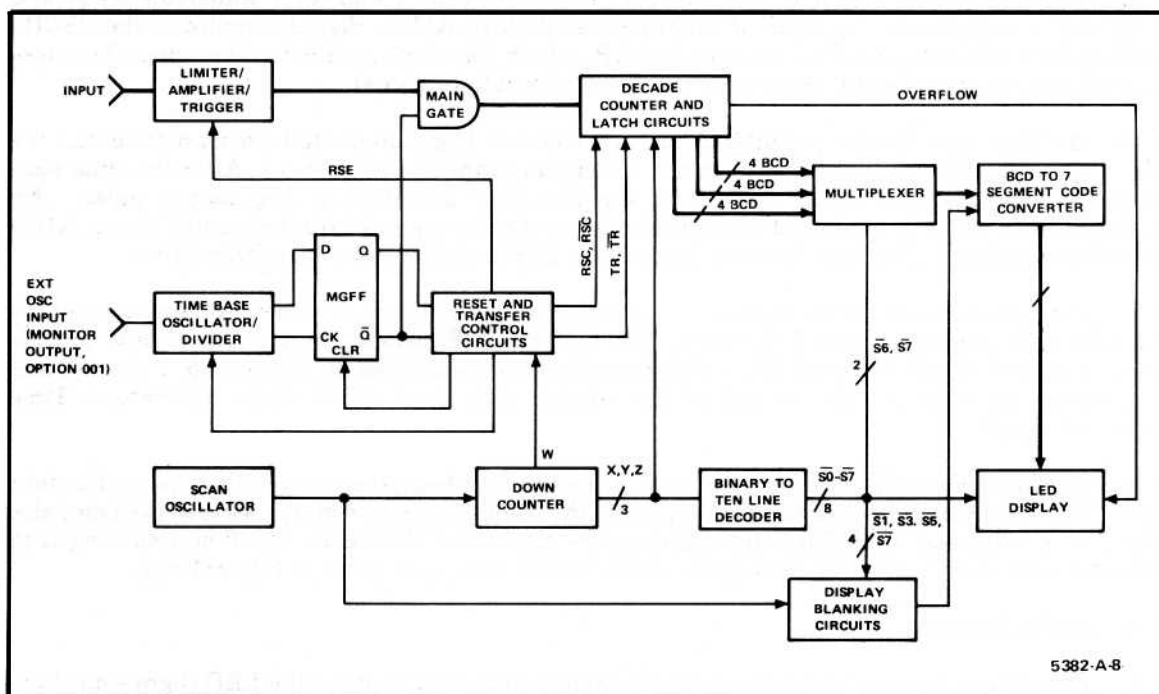 INPUT
LIMITER/
AMPLIFIER/
TRIGGER
MAIN
GATE
DECADE
COUNTER AND
LATCH CIRCUITS
OVERFLOW
RSE
RSC, R̅S̅C̅
TR, T̅R̅
4 BCD
4 BCD
4 BCD
MULTIPLEXER
BCD TO 7
SEGMENT CODE
CONVERTER
EXT
OSC
INPUT
(MONITOR
OUTPUT,
OPTION 001)
TIME BASE
OSCILLATOR/
DIVIDER
D Q
MGFF
CK Q̅
CLR
RESET AND
TRANSFER
CONTROL
CIRCUITS
2
S̅6̅, S̅7̅
W
X,Y,Z
3
SCAN
OSCILLATOR
DOWN
COUNTER
BINARY TO
TEN LINE
DECODER
S̅0̅-S̅7̅
8
S̅1̅, S̅3̅. S̅5̅,
4 S̅7̅
LED
DISPLAY
DISPLAY
BLANKING
CIRCUITS
5382-A-8